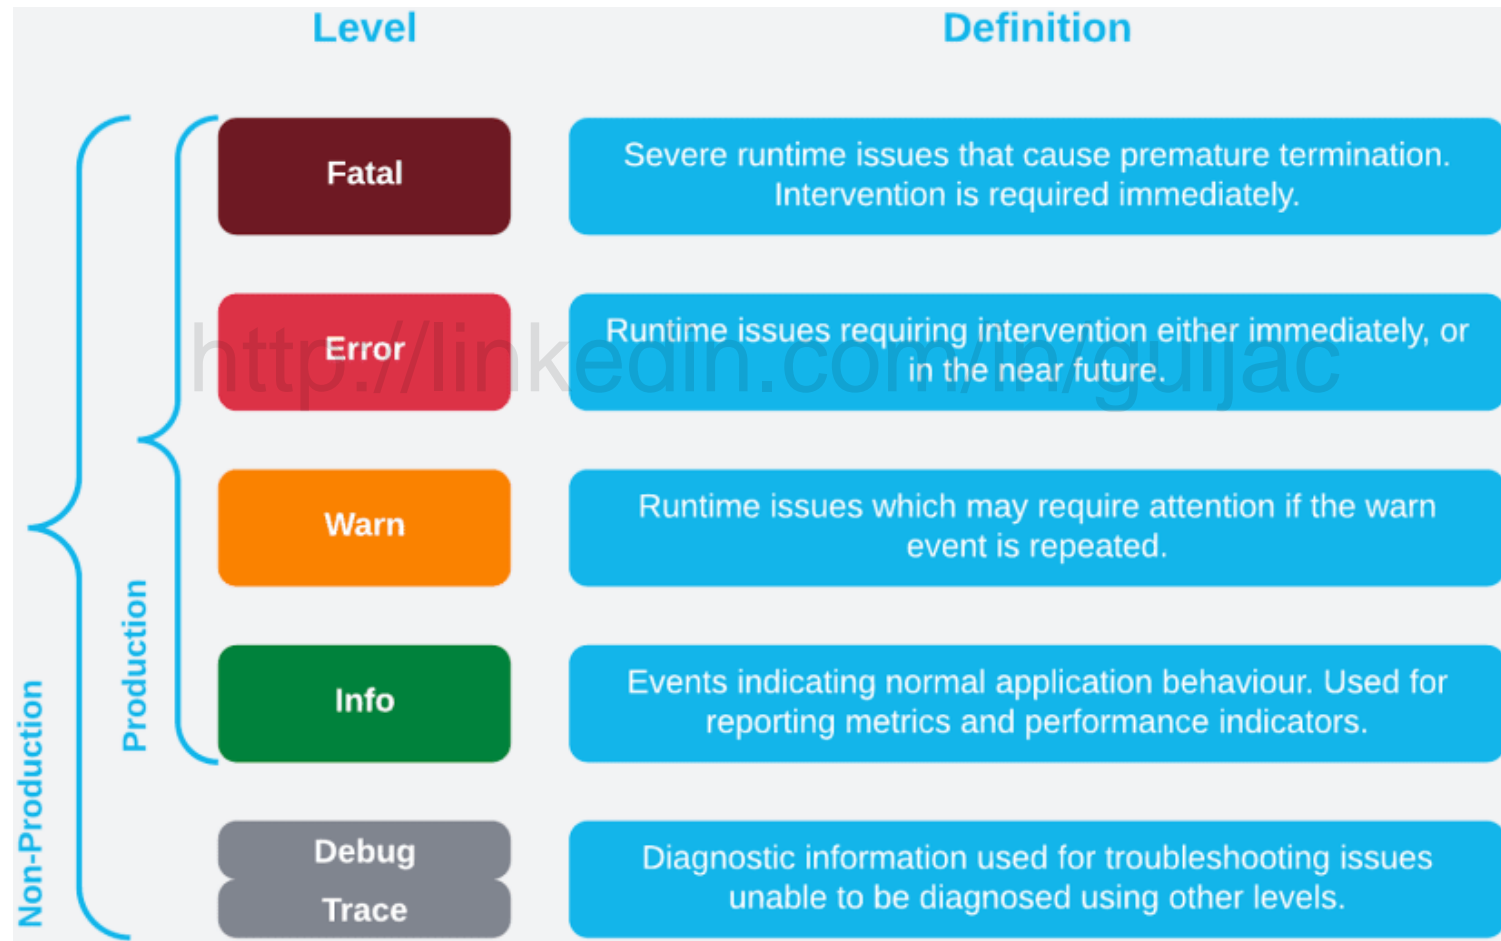 Level
Definition
Fatal
Severe runtime issues that cause premature termination.
Intervention is required immediately.
Error
Runtime issues requiring intervention either immediately, or
in the near future.
http://linkedin.com/in/guijac
Warn
Runtime issues which may require attention if the warn
event is repeated.
Info
Events indicating normal application behaviour. Used for
reporting metrics and performance indicators.
Debug
Trace
Diagnostic information used for troubleshooting issues
unable to be diagnosed using other levels.
Production
Non-Production